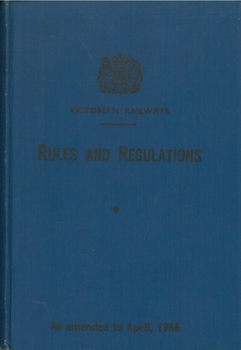 VICTORIAN RAILWAYS
RULES AND REGULATIONS
As amended to April, 1966